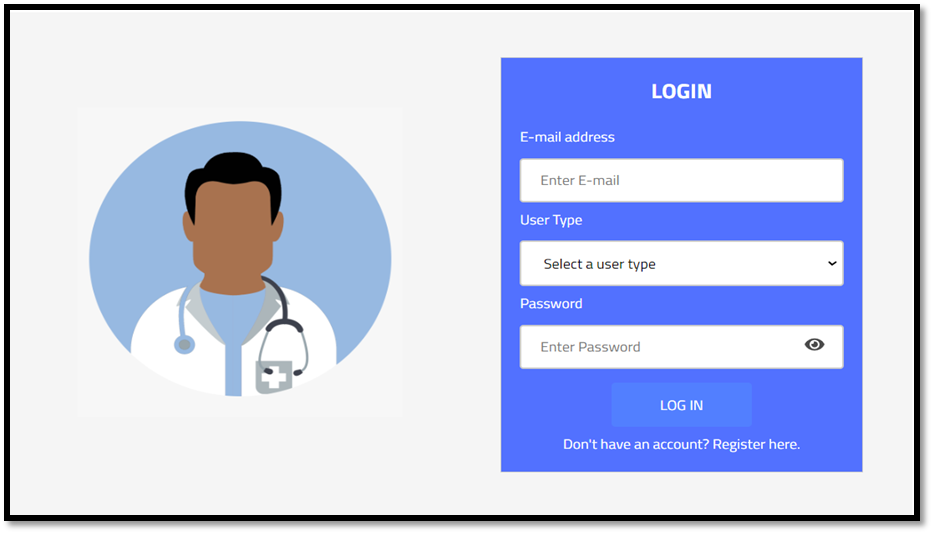 LOGIN
E-mail address
Enter E-mail
User Type
Select a user type
Password
Enter Password
LOG IN
Don't have an account? Register here.